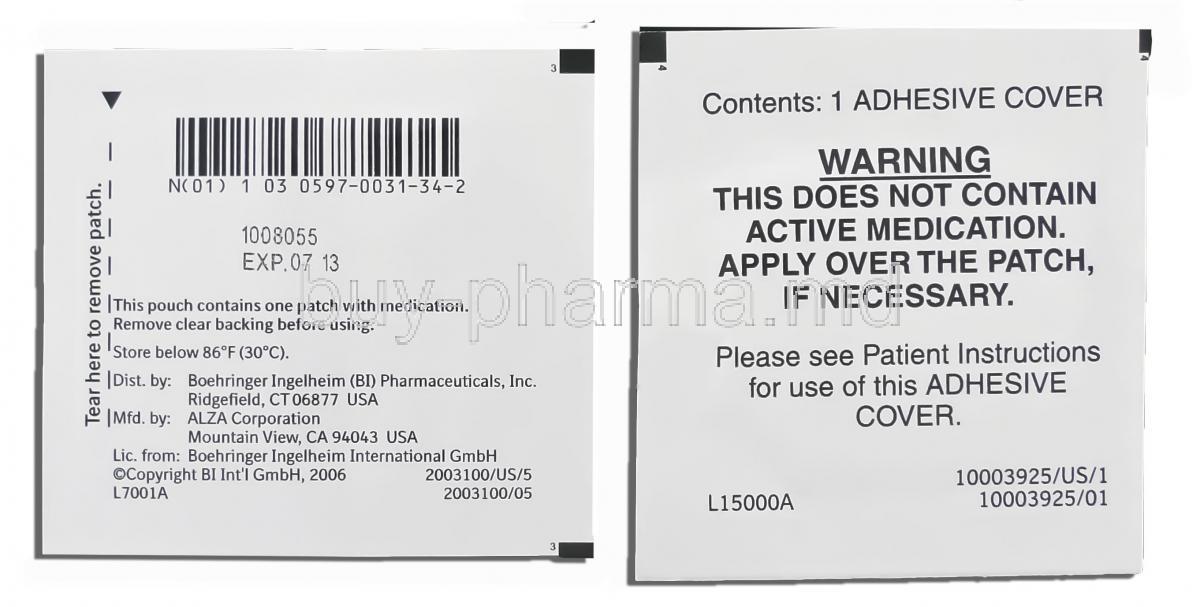 3
Tear here to remove patch.
N(01) 1 03 0597-0031-34-2
1008055
EXP.07 13
This pouch contains one patch with medication.
Remove clear backing before using.
Store below 86°F (30°C).
Dist. by: Boehringer Ingelheim (BI) Pharmaceuticals, Inc.
Ridgefield, CT 06877 USA
Mfd. by: ALZA Corporation
Mountain View, CA 94043 USA
Lic. from: Boehringer Ingelheim International GmbH
©Copyright BI Int'l GmbH, 2006 2003100/US/5
L7001A 2003100/05
3
4 4
Contents: 1 ADHESIVE COVER
WARNING
THIS DOES NOT CONTAIN
ACTIVE MEDICATION.
APPLY OVER THE PATCH,
IF NECESSARY.
Please see Patient Instructions
for use of this ADHESIVE
COVER.
10003925/US/1
L15000A 10003925/01
buy-pharma.md